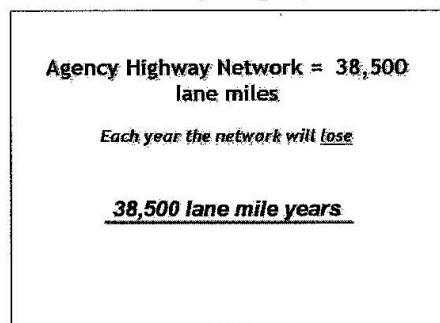 Agency Highway Network = 38,500
lane miles
Each year the network will lose
38,500 lane mile years